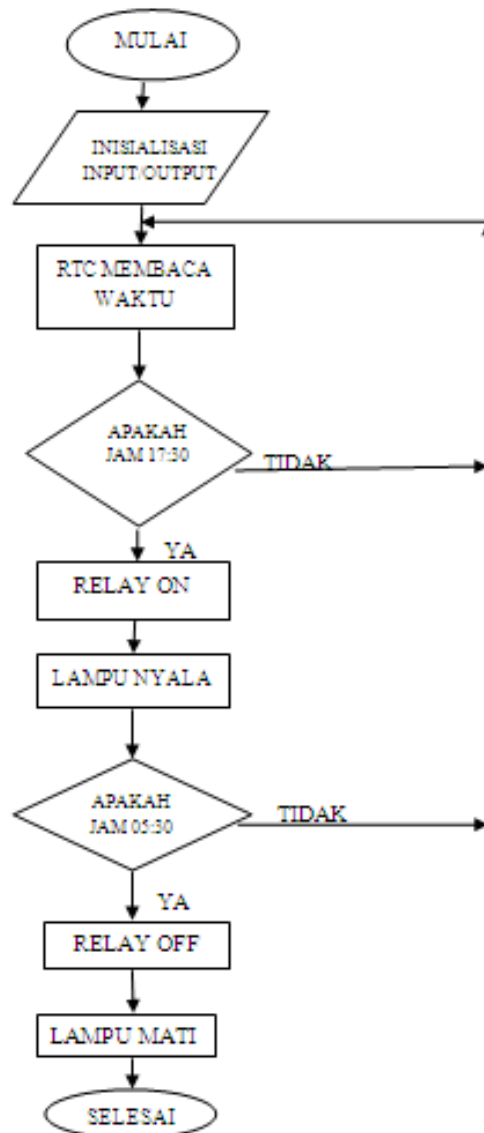 MULAI
INISIALISASI
INPUT/OUTPUT
RTC MEMBACA
WAKTU
APAKAH
JAM 17:30
TIDAK
YA
RELAY ON
LAMPU NYALA
APAKAH
JAM 05:30
TIDAK
YA
RELAY OFF
LAMPU MATI
SELESAI